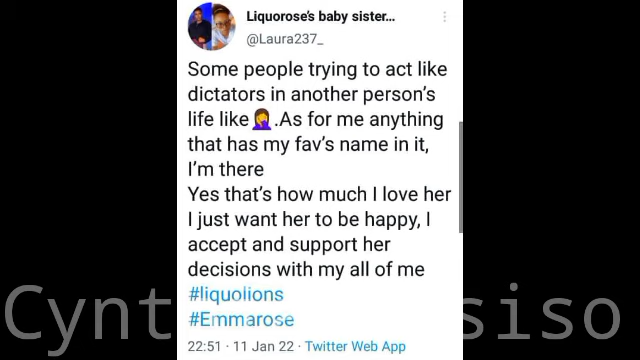 Liquorose's baby sister...
@Laura237_
Some people trying to act like
dictators in another person's
life like🤦.As for me anything
that has my fav's name in it,
I'm there
Yes that's how much I love her
I just want her to be happy, I
accept and support her
decisions with my all of me
#liquolions
#Emmarose
22:51 · 11 Jan 22 · Twitter Web App